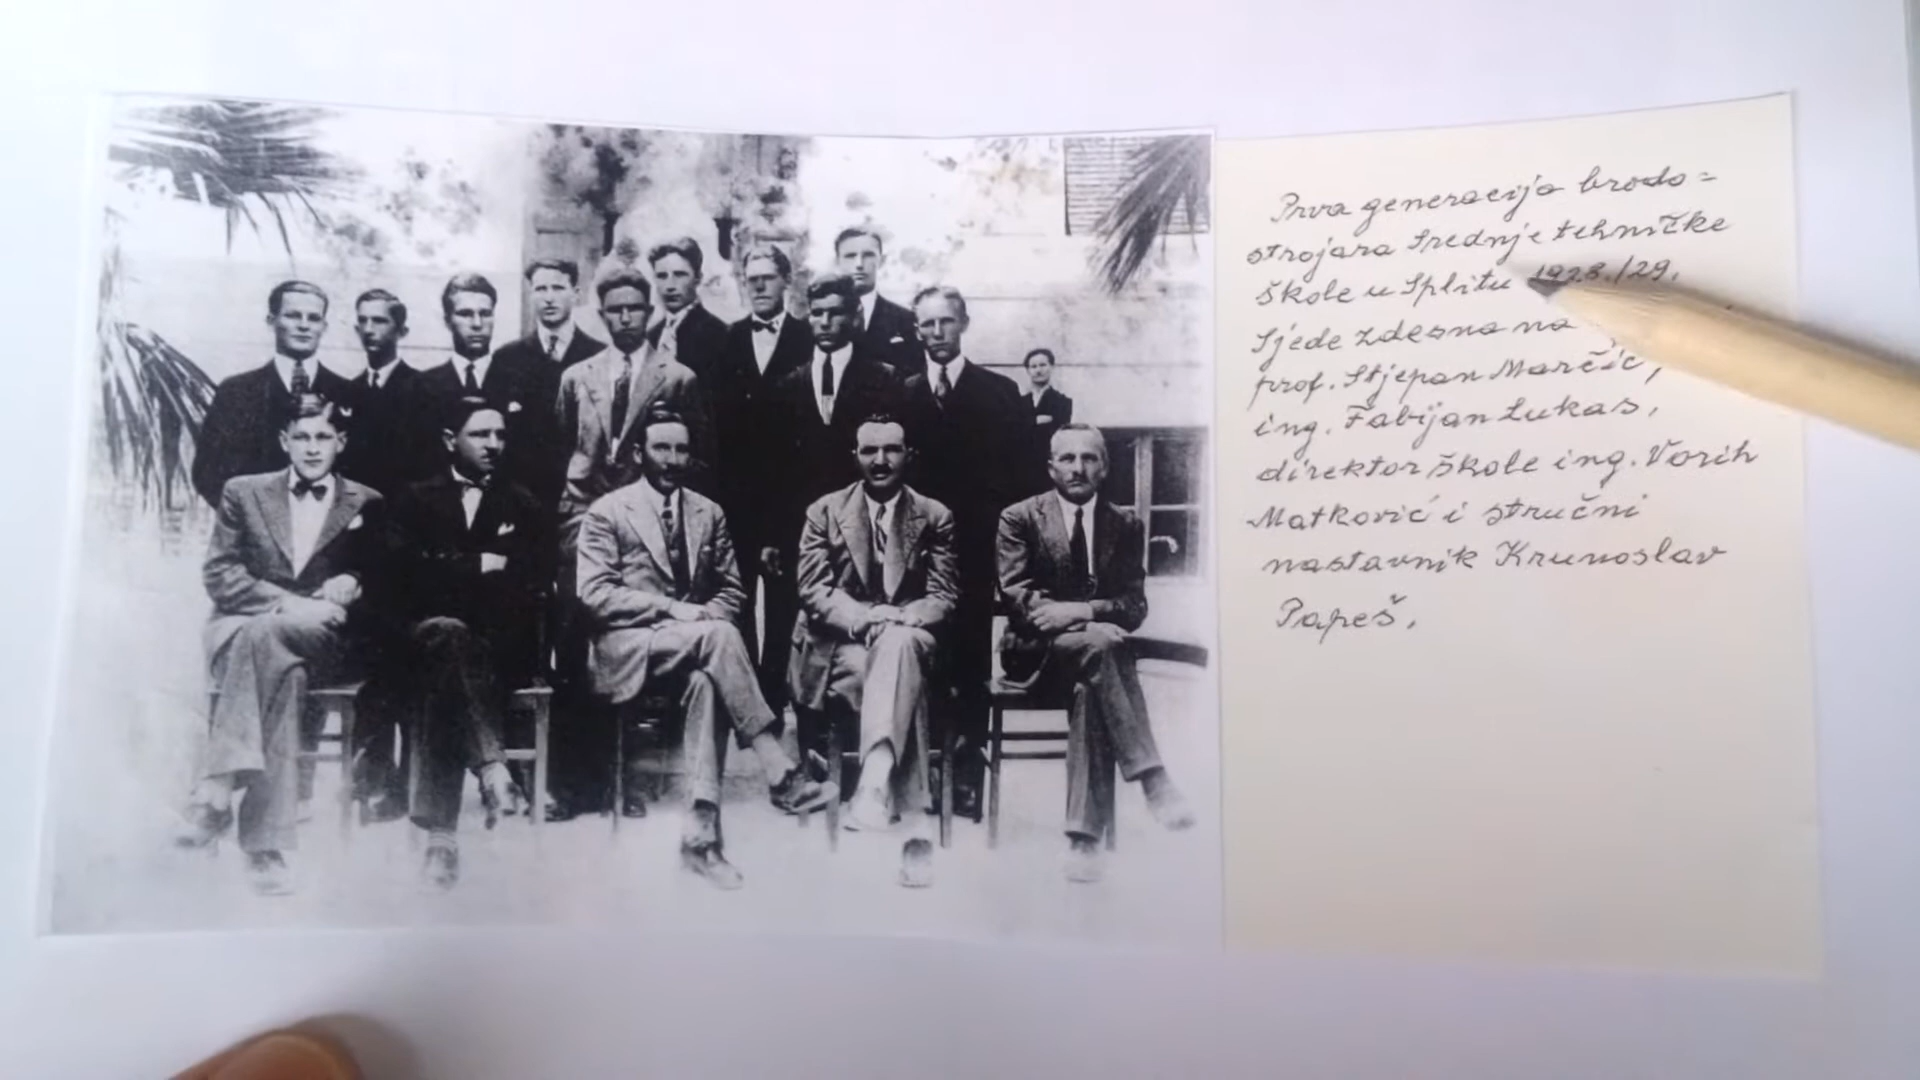 Prva generacija brodo=
strojara Srednje tehničke
škole u Splitu 1928./29.
Sjede zdesna na
prof. Stjepan Marčić,
ing. Fabijan Lukas,
direktor škole ing. Vorih
Matković i stručni
nastavnik Krunoslav
Papeš.